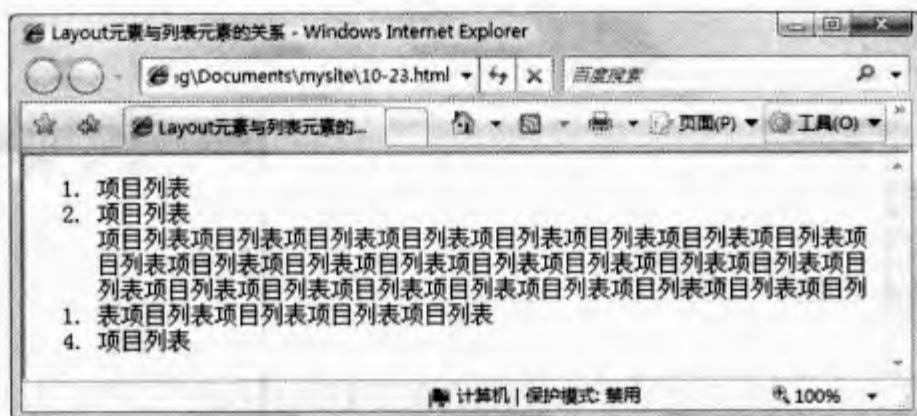 Layout元素与列表元素的关系 - Windows Internet Explorer
ıg\Documents\mysite\10-23.html
百度搜索
Layout元素与列表元素的...
页面(P)
工具(O)
1. 项目列表
2. 项目列表
项目列表项目列表项目列表项目列表项目列表项目列表项目列表项目列表项
目列表项目列表项目列表项目列表项目列表项目列表项目列表项目列表项目
列表项目列表项目列表项目列表项目列表项目列表项目列表项目列表项目列
1. 表项目列表项目列表项目列表项目列表
4. 项目列表
计算机 | 保护模式: 禁用
100%